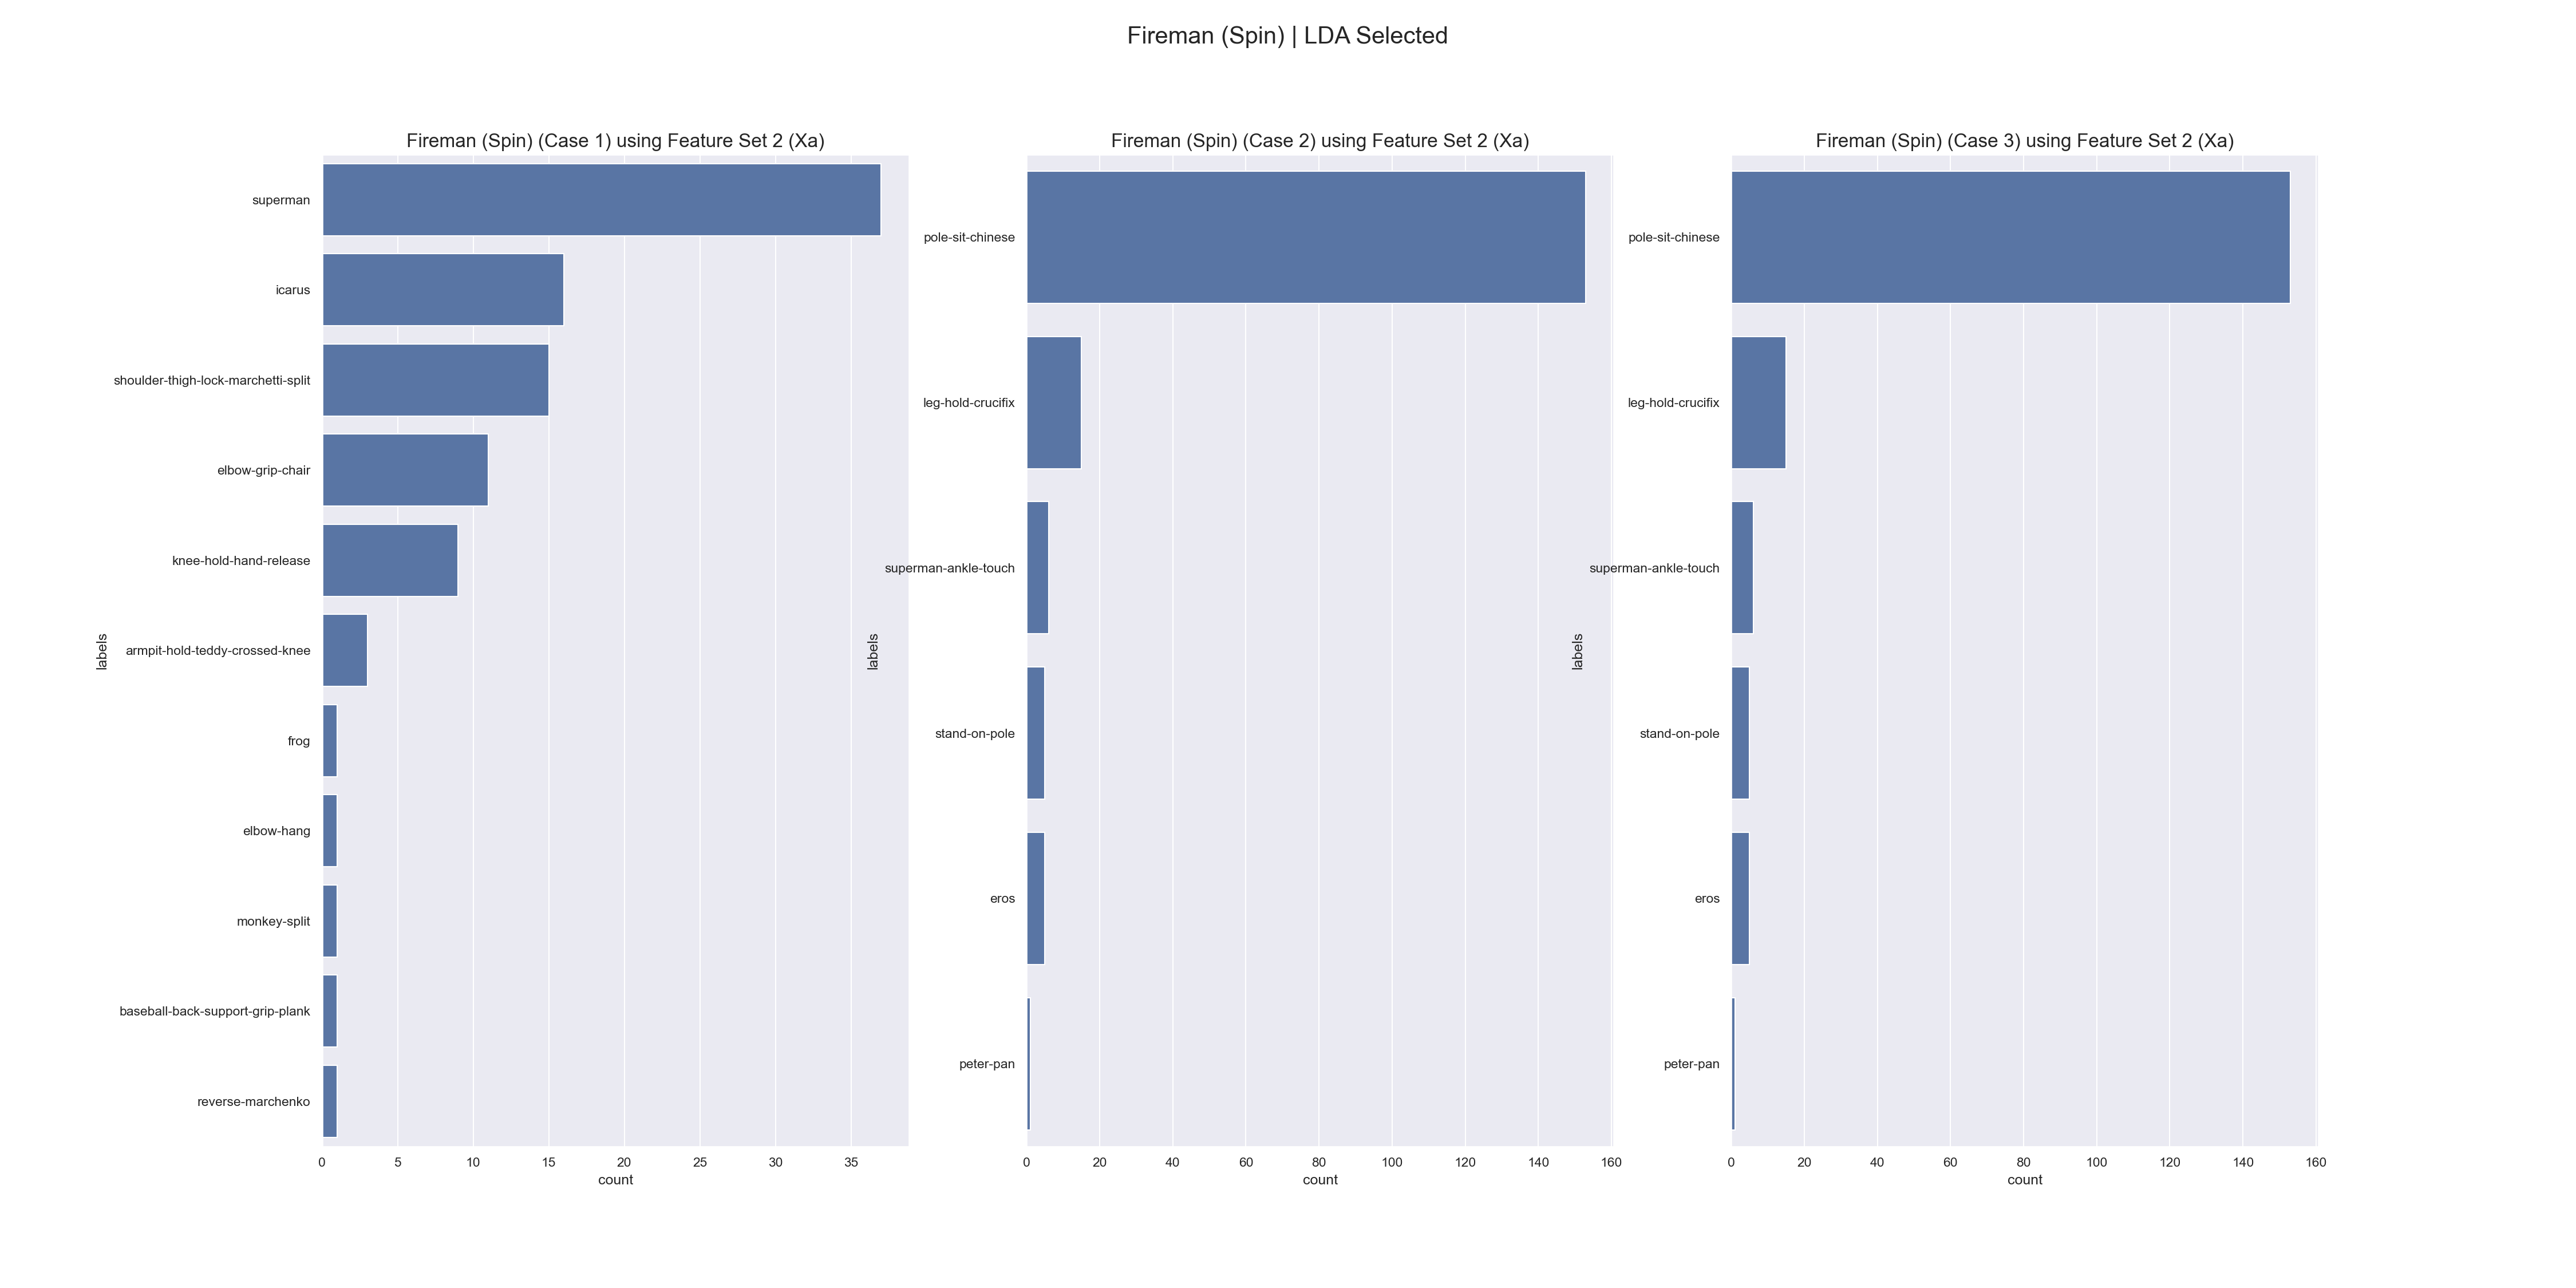 Fireman (Spin) | LDA Selected
Fireman (Spin) (Case 1) using Feature Set 2 (Xa)
labels
superman
icarus
shoulder-thigh-lock-marchetti-split
elbow-grip-chair
knee-hold-hand-release
armpit-hold-teddy-crossed-knee
frog
elbow-hang
monkey-split
baseball-back-support-grip-plank
reverse-marchenko
0 5 10 15 20 25 30 35
count
Fireman (Spin) (Case 2) using Feature Set 2 (Xa)
labels
pole-sit-chinese
leg-hold-crucifix
superman-ankle-touch
stand-on-pole
eros
peter-pan
0 20 40 60 80 100 120 140 160
count
Fireman (Spin) (Case 3) using Feature Set 2 (Xa)
labels
pole-sit-chinese
leg-hold-crucifix
superman-ankle-touch
stand-on-pole
eros
peter-pan
0 20 40 60 80 100 120 140 160
count